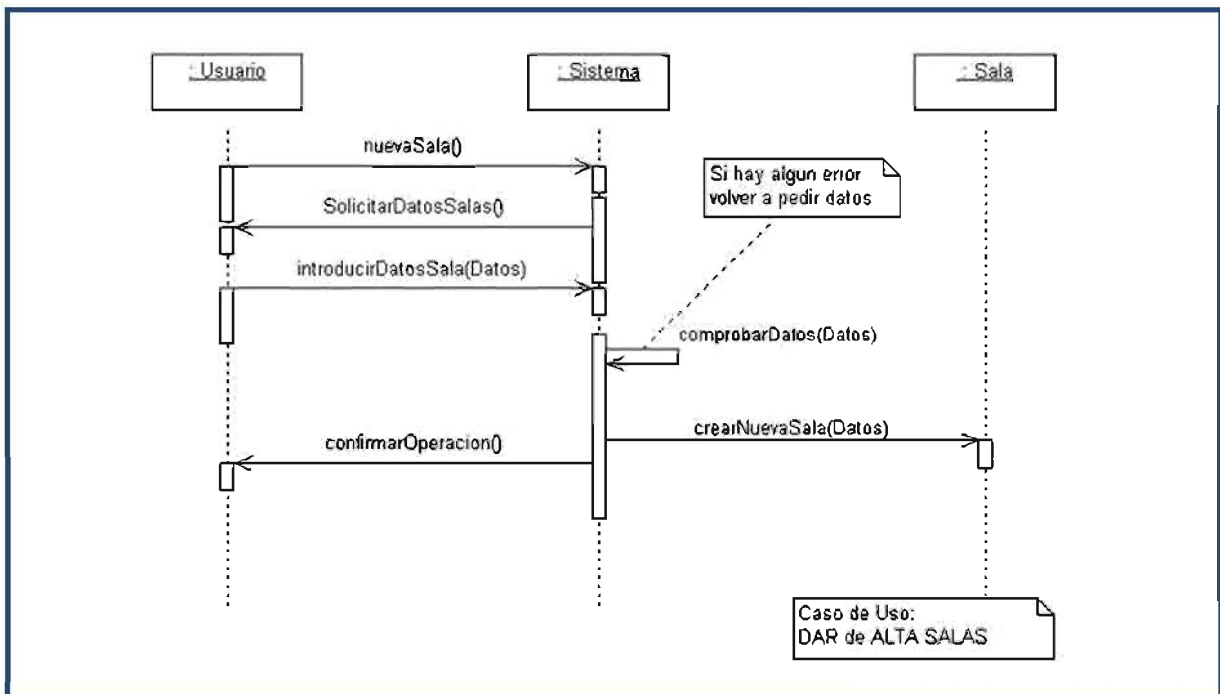 : Usuario
: Sistema
: Sala
nuevaSala()
Si hay algun error
volver a pedir datos
SolicitarDatosSalas()
introducirDatosSala(Datos)
comprobarDatos(Datos)
crearNuevaSala(Datos)
confirmarOperacion()
Caso de Uso:
DAR de ALTA SALAS